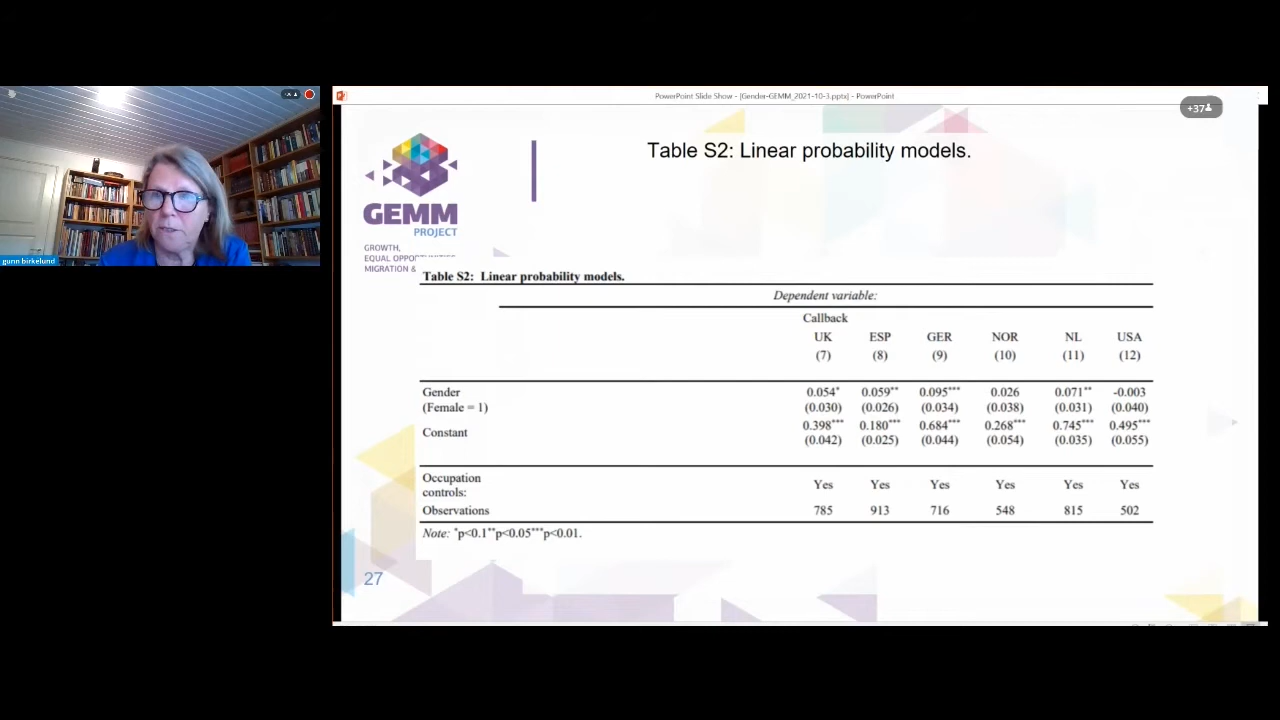 PowerPoint Slide Show - [Gender-GEMM_2021-10-3.pptx] - PowerPoint
+37
Table S2: Linear probability models.
GEMM
PROJECT
GROWTH,
EQUAL OPPORTUNITIES
MIGRATION &
gunn birkelund
Table S2: Linear probability models.
Dependent variable:
Callback
UK ESP GER NOR NL USA
(7) (8) (9) (10) (11) (12)
Gender 0.054* 0.059** 0.095*** 0.026 0.071** -0.003
(Female = 1) (0.030) (0.026) (0.034) (0.038) (0.031) (0.040)
Constant 0.398*** 0.180*** 0.684*** 0.268*** 0.745*** 0.495***
(0.042) (0.025) (0.044) (0.054) (0.035) (0.055)
Occupation
controls: Yes Yes Yes Yes Yes Yes
Observations 785 913 716 548 815 502
Note: *p<0.1**p<0.05***p<0.01.
27